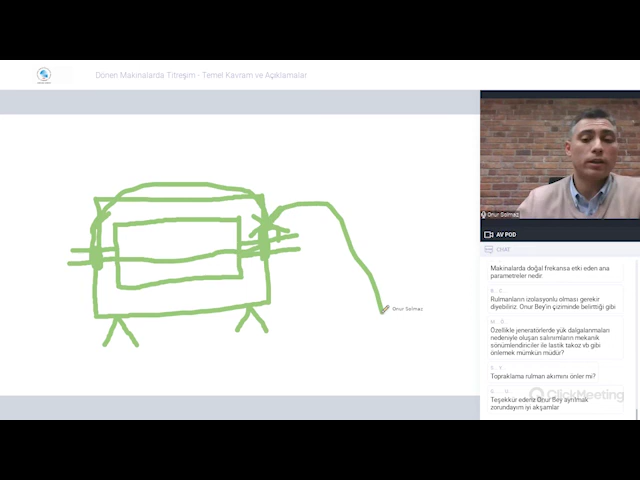 Dönen Makinalarda Titreşim - Temel Kavram ve Açıklamalar
Onur Solmaz
Onur Solmaz
AV POD
CHAT
Makinalarda doğal frekansa etki eden ana
parametreler nedir
B... Z...
Rulmanların izolasyonlu olması gerekir
diyebiliriz. Onur Bey'in çiziminde belirttiği gibi
Özellikle jeneratörlerde yük dalgalanmaları
nedeniyle oluşan salınımların mekanik
sönümlendiriciler ile lastik takoz vb gibi
önlemek mümkün müdür?
Topraklama rulman akımını önler mi?
ClickMeeting
Teşekkür ederiz Onur Bey ayrılmak
zorundayım iyi akşamlar